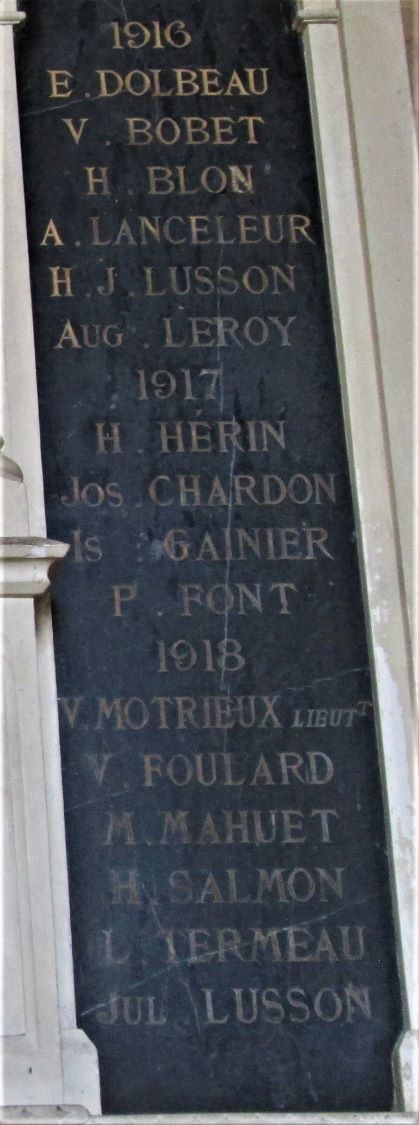 1916
E . DOLBEAU
V . BOBET
H . BLON
A . LANCELEUR
H . J . LUSSON
AUG . LEROY
1917
H . HÉRIN
JOS . CHARDON
IS . GAINIER
P . FONT
1918
V . MOTRIEUX LIEUTT
V . FOULARD
M . MAHUET
H . SALMON
L . TERMEAU
JUL . LUSSON